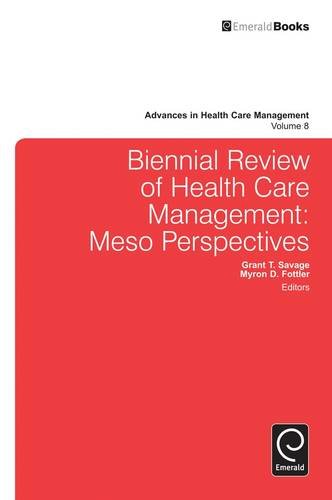 EmeraldBooks
Advances in Health Care Management
Volume 8
Biennial Review
of Health Care
Management:
Meso Perspectives
Grant T. Savage
Myron D. Fottler
Editors
Emerald